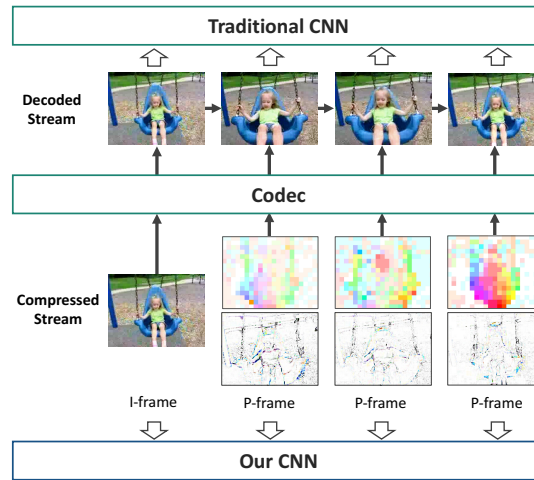 Traditional CNN
Decoded
Stream
Codec
Compressed
Stream
I-frame P-frame P-frame P-frame
Our CNN